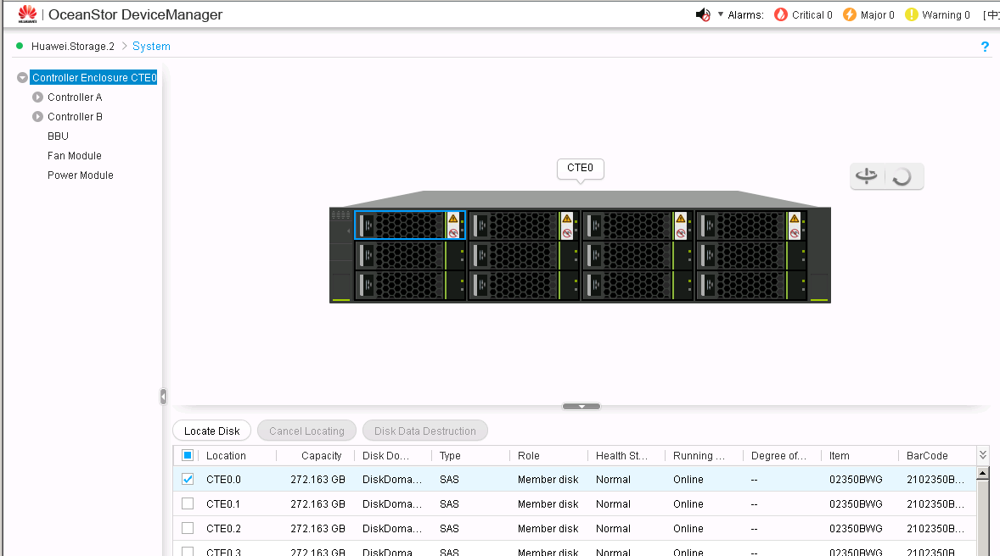 HUAWEI | OceanStor DeviceManager Alarms: Critical 0 Major 0 Warning 0 [中
Huawei.Storage.2 > System ?
Controller Enclosure CTE0
Controller A
Controller B
BBU
Fan Module
Power Module
CTE0
Locate Disk Cancel Locating Disk Data Destruction
Location Capacity Disk Do... Type Role Health St... Running ... Degree of... Item BarCode
CTE0.0 272.163 GB DiskDoma... SAS Member disk Normal Online -- 02350BWG 2102350B...
CTE0.1 272.163 GB DiskDoma... SAS Member disk Normal Online -- 02350BWG 2102350B...
CTE0.2 272.163 GB DiskDoma... SAS Member disk Normal Online -- 02350BWG 2102350B...
CTE0.3 272.163 GB DiskDoma... SAS Member disk Normal Online -- 02350BWG 2102350B...